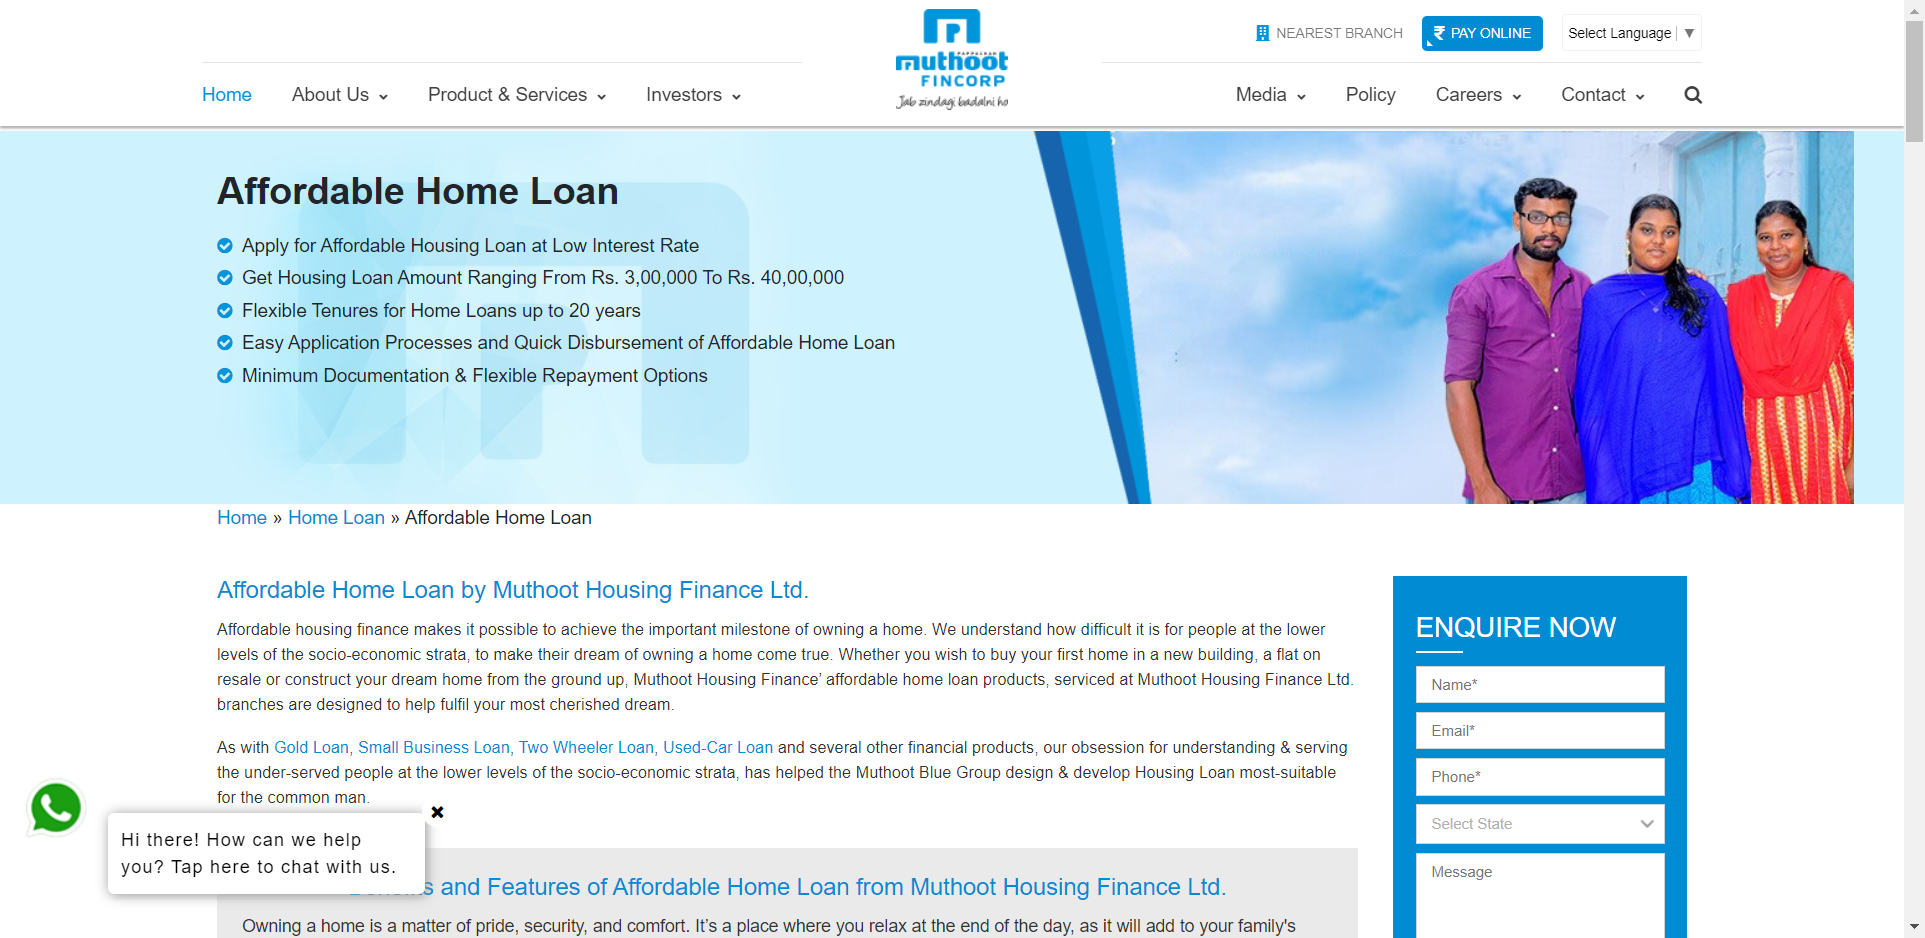 NEAREST BRANCH
PAY ONLINE
Select Language ▼
PAPPACHAN
muthoot
FINCORP
Jab zindagi badalni ho
Home
About Us
Product & Services
Investors
Media
Policy
Careers
Contact
Affordable Home Loan
Apply for Affordable Housing Loan at Low Interest Rate
Get Housing Loan Amount Ranging From Rs. 3,00,000 To Rs. 40,00,000
Flexible Tenures for Home Loans up to 20 years
Easy Application Processes and Quick Disbursement of Affordable Home Loan
Minimum Documentation & Flexible Repayment Options
Home » Home Loan » Affordable Home Loan
Affordable Home Loan by Muthoot Housing Finance Ltd.
Affordable housing finance makes it possible to achieve the important milestone of owning a home. We understand how difficult it is for people at the lower
levels of the socio-economic strata, to make their dream of owning a home come true. Whether you wish to buy your first home in a new building, a flat on
resale or construct your dream home from the ground up, Muthoot Housing Finance’ affordable home loan products, serviced at Muthoot Housing Finance Ltd.
branches are designed to help fulfil your most cherished dream.
As with Gold Loan, Small Business Loan, Two Wheeler Loan, Used-Car Loan and several other financial products, our obsession for understanding & serving
the under-served people at the lower levels of the socio-economic strata, has helped the Muthoot Blue Group design & develop Housing Loan most-suitable
for the common man.
Hi there! How can we help
you? Tap here to chat with us.
and Features of Affordable Home Loan from Muthoot Housing Finance Ltd.
Owning a home is a matter of pride, security, and comfort. It’s a place where you relax at the end of the day, as it will add to your family's
ENQUIRE NOW
Name*
Email*
Phone*
Select State
Message